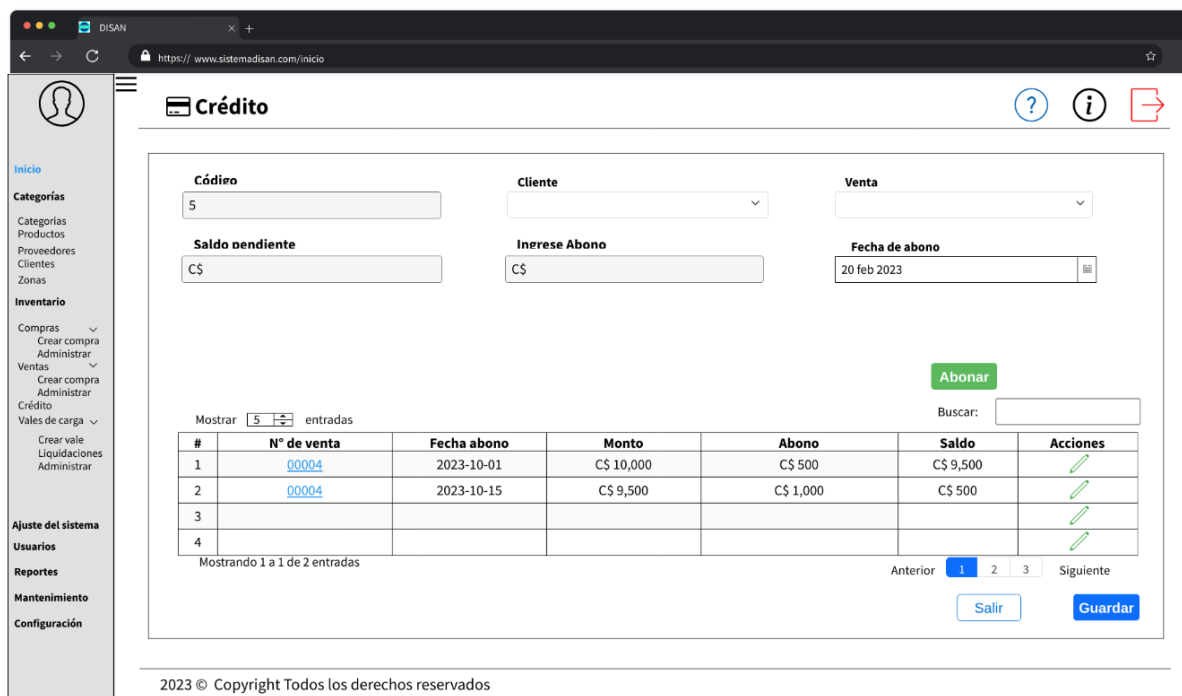 DISAN
https:// www.sistemadisan.com/inicio
Crédito
?
i
Inicio
Categorías
Categorias
Productos
Proveedores
Clientes
Zonas
Inventario
Compras
Crear compra
Administrar
Ventas
Crear compra
Administrar
Crédito
Vales de carga
Crear vale
Liquidaciones
Administrar
Ajuste del sistema
Usuarios
Reportes
Mantenimiento
Configuración
Código
Cliente
Venta
5
Saldo pendiente
Ingrese Abono
Fecha de abono
C$
C$
20 feb 2023
Abonar
Mostrar 5 entradas
Buscar:
# N° de venta Fecha abono Monto Abono Saldo Acciones
1 00004 2023-10-01 C$ 10,000 C$ 500 C$ 9,500
2 00004 2023-10-15 C$ 9,500 C$ 1,000 C$ 500
3
4
Mostrando 1 a 1 de 2 entradas
Anterior 1 2 3 Siguiente
Salir
Guardar
2023 © Copyright Todos los derechos reservados